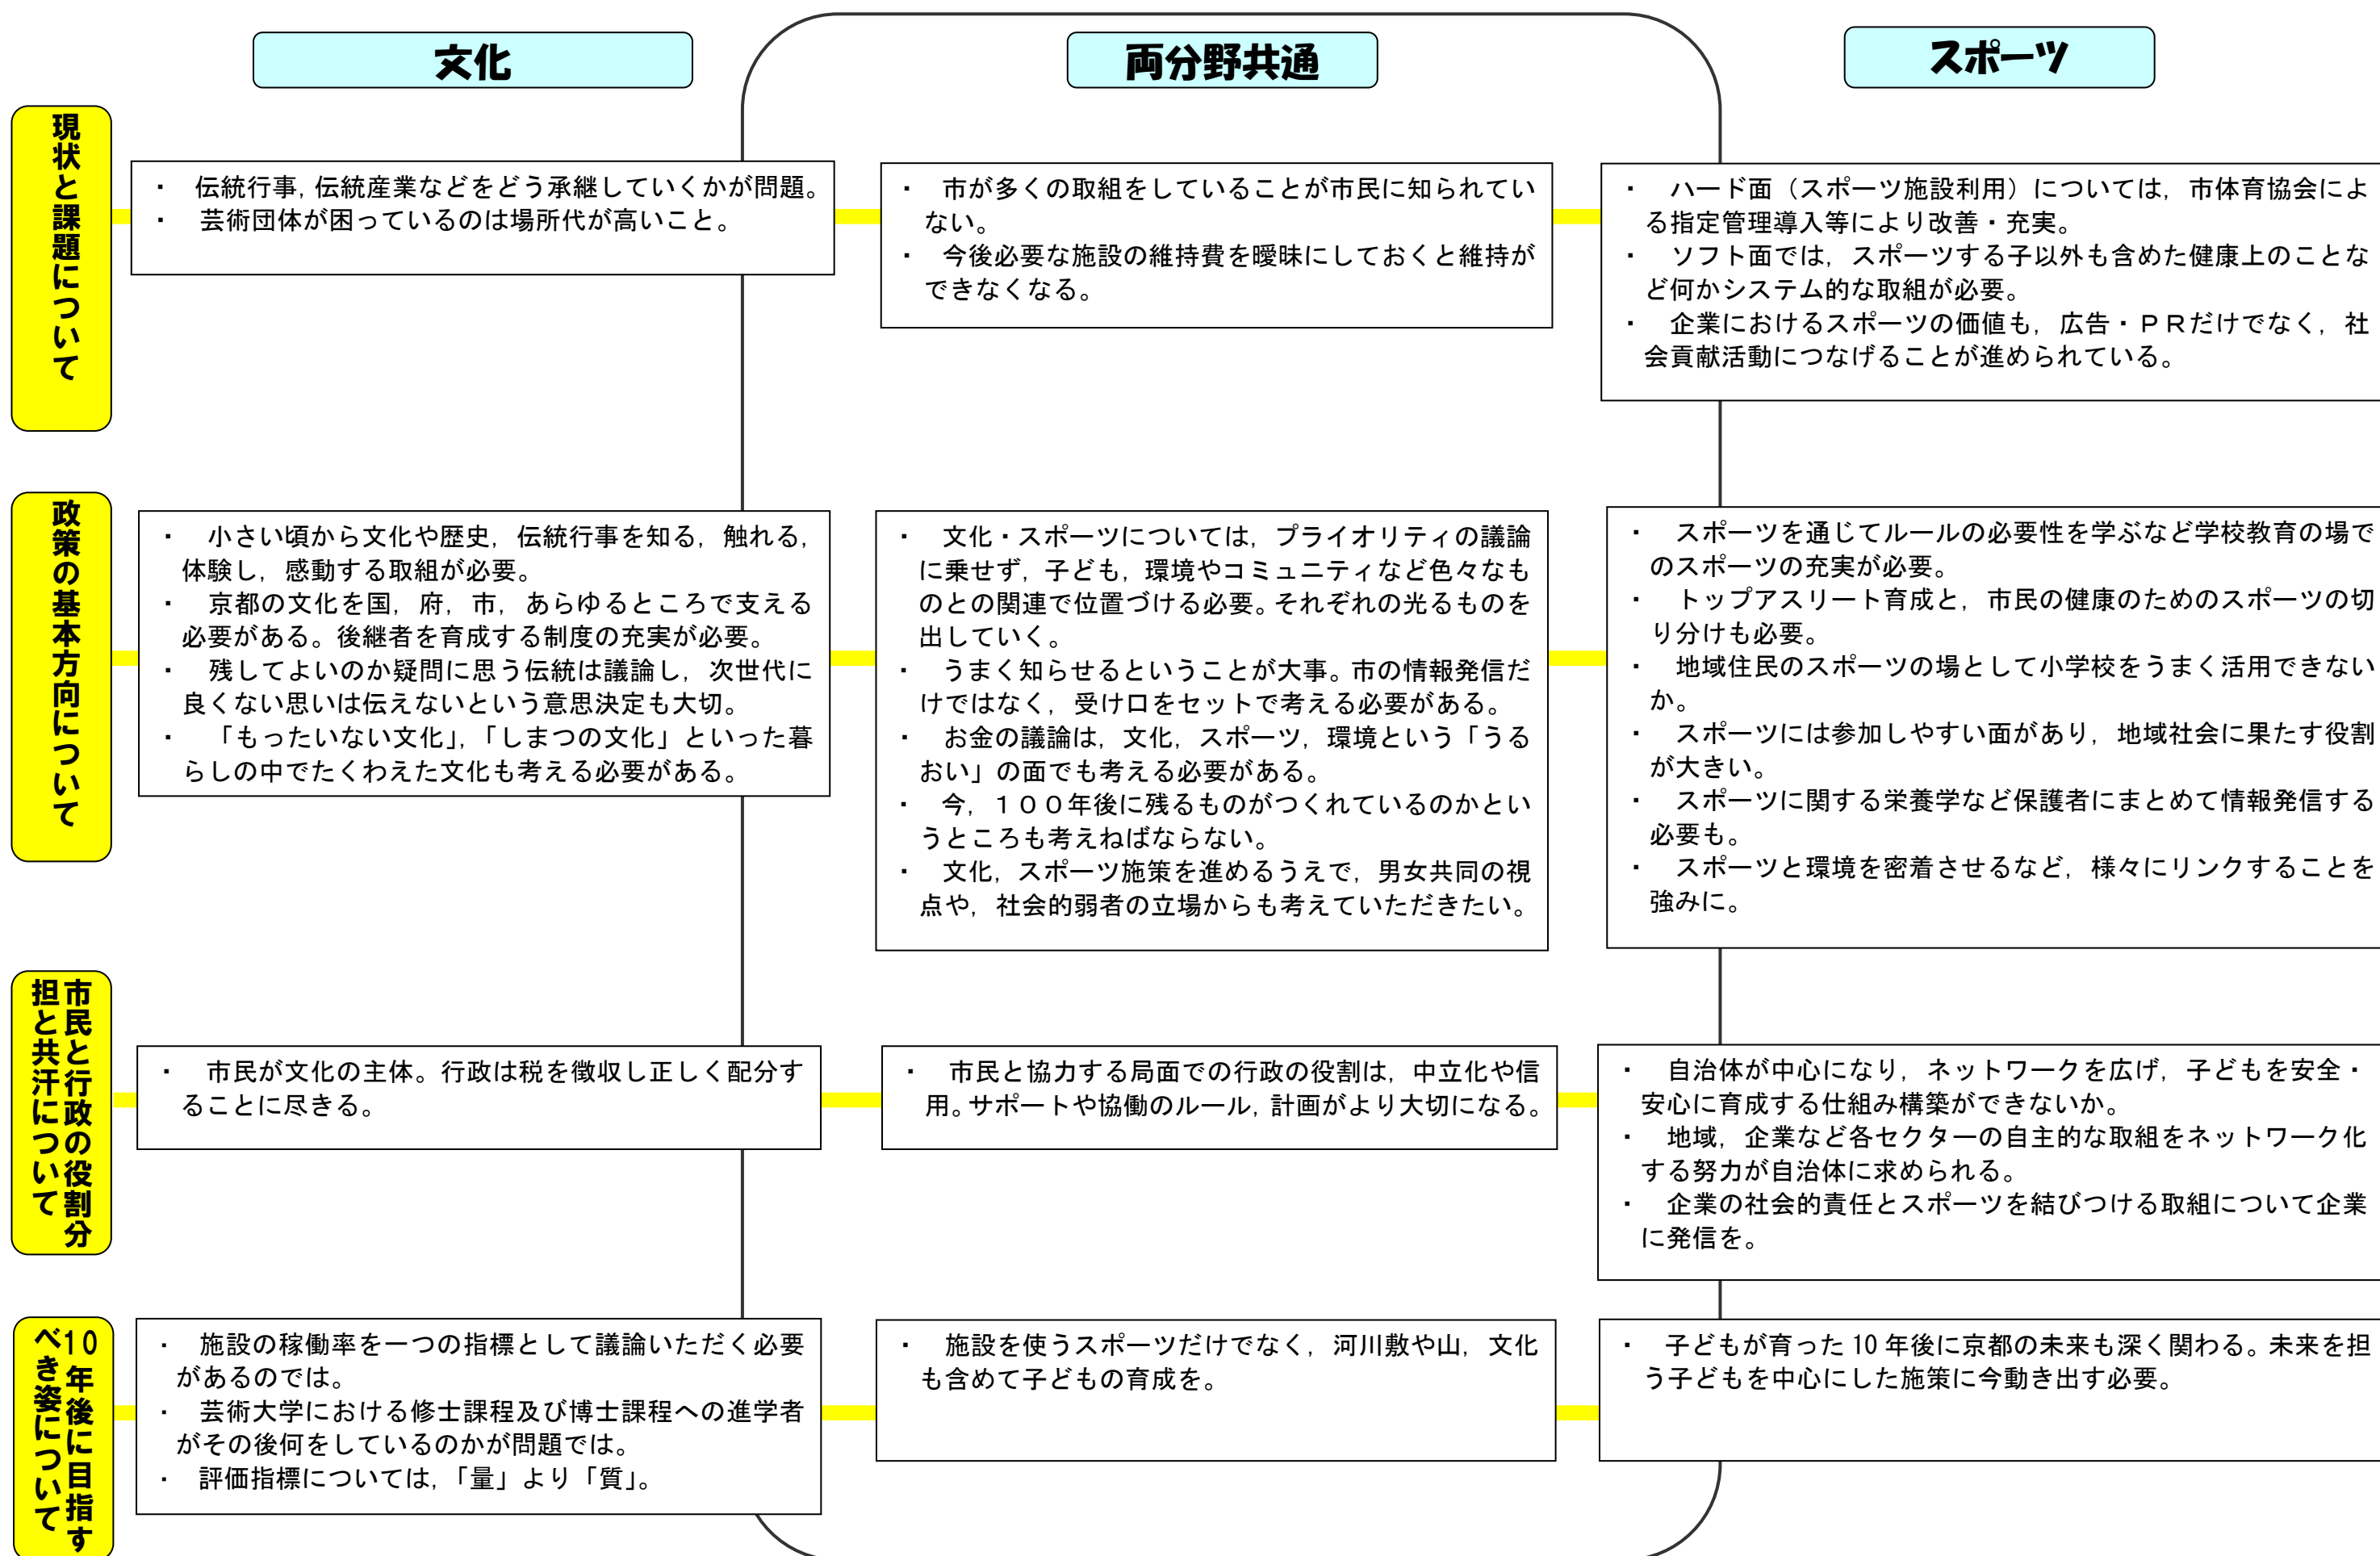 文化
両分野共通
スポーツ
現状と課題について
・　伝統行事，伝統産業などをどう承継していくかが問題。
・　芸術団体が困っているのは場所代が高いこと。
・　市が多くの取組をしていることが市民に知られてい
ない。
・　今後必要な施設の維持費を曖昧にしておくと維持が
できなくなる。
・　ハード面（スポーツ施設利用）については，市体育協会によ
る指定管理導入等により改善・充実。
・　ソフト面では，スポーツする子以外も含めた健康上のことな
ど何かシステム的な取組が必要。
・　企業におけるスポーツの価値も，広告・ＰＲだけでなく，社
会貢献活動につなげることが進められている。
政策の基本方向について
・　小さい頃から文化や歴史，伝統行事を知る，触れる，
体験し，感動する取組が必要。
・　京都の文化を国，府，市，あらゆるところで支える
必要がある。後継者を育成する制度の充実が必要。
・　残してよいのか疑問に思う伝統は議論し，次世代に
良くない思いは伝えないという意思決定も大切。
・　「もったいない文化」，「しまつの文化」といった暮
らしの中でたくわえた文化も考える必要がある。
・　文化・スポーツについては，プライオリティの議論
に乗せず，子ども，環境やコミュニティなど色々なも
のとの関連で位置づける必要。それぞれの光るものを
出していく。
・　うまく知らせるということが大事。市の情報発信だ
けではなく，受け口をセットで考える必要がある。
・　お金の議論は，文化，スポーツ，環境という「うる
おい」の面でも考える必要がある。
・　今，１００年後に残るものがつくれているのかとい
うところも考えねばならない。
・　文化，スポーツ施策を進めるうえで，男女共同の視
点や，社会的弱者の立場からも考えていただきたい。
・　スポーツを通じてルールの必要性を学ぶなど学校教育の場で
のスポーツの充実が必要。
・　トップアスリート育成と，市民の健康のためのスポーツの切
り分けも必要。
・　地域住民のスポーツの場として小学校をうまく活用できない
か。
・　スポーツには参加しやすい面があり，地域社会に果たす役割
が大きい。
・　スポーツに関する栄養学など保護者にまとめて情報発信する
必要も。
・　スポーツと環境を密着させるなど，様々にリンクすることを
強みに。
市民と行政の役割分
担と共汗について
・　市民が文化の主体。行政は税を徴収し正しく配分す
ることに尽きる。
・　市民と協力する局面での行政の役割は，中立化や信
用。サポートや協働のルール，計画がより大切になる。
・　自治体が中心になり，ネットワークを広げ，子どもを安全・
安心に育成する仕組み構築ができないか。
・　地域，企業など各セクターの自主的な取組をネットワーク化
する努力が自治体に求められる。
・　企業の社会的責任とスポーツを結びつける取組について企業
に発信を。
10年後に目指す
べき姿について
・　施設の稼働率を一つの指標として議論いただく必要
があるのでは。
・　芸術大学における修士課程及び博士課程への進学者
がその後何をしているのかが問題では。
・　評価指標については，「量」より「質」。
・　施設を使うスポーツだけでなく，河川敷や山，文化
も含めて子どもの育成を。
・　子どもが育った 10 年後に京都の未来も深く関わる。未来を担
う子どもを中心にした施策に今動き出す必要。